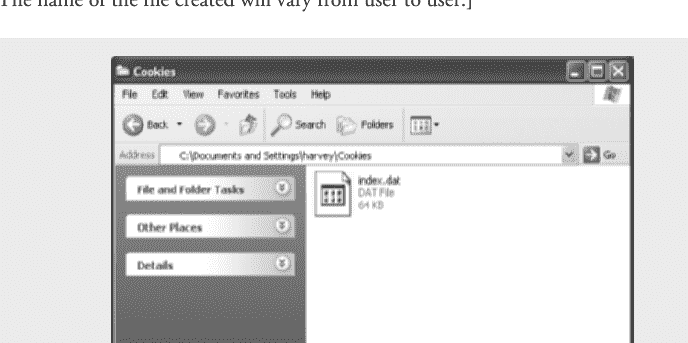 The name of the file created will vary from user to user.]
Cookies
File Edit View Favorites Tools Help
Back Search Folders
Address C:\Documents and Settings\harvey\Cookies Go
File and Folder Tasks
index.dat
DAT File
64 KB
Other Places
Details